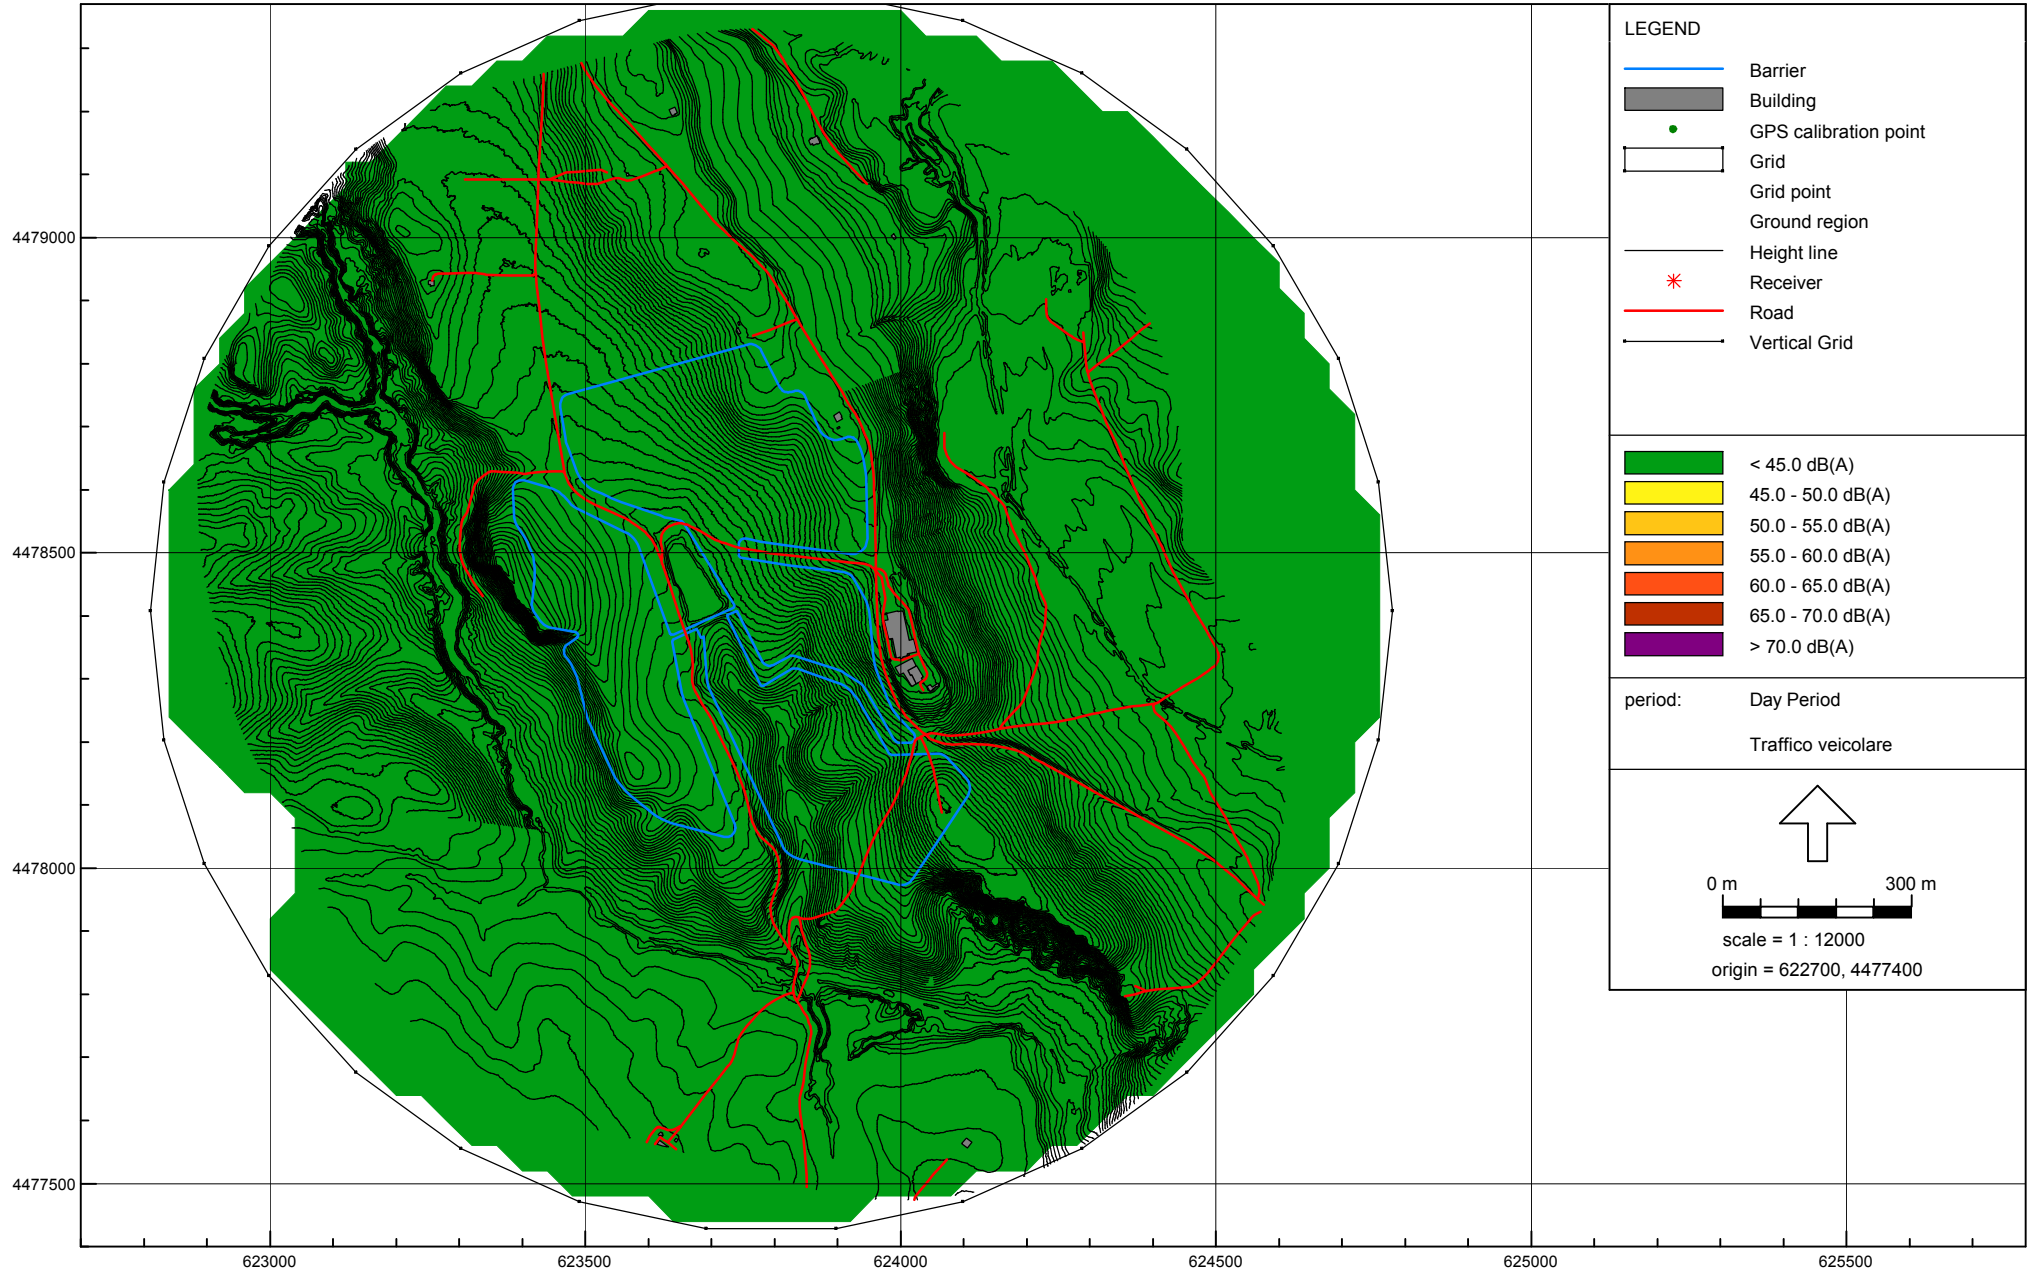 LEGEND
Barrier
Building
GPS calibration point
Grid
Grid point
Ground region
Height line
Receiver
Road
Vertical Grid
< 45.0 dB(A)
45.0 - 50.0 dB(A)
50.0 - 55.0 dB(A)
55.0 - 60.0 dB(A)
60.0 - 65.0 dB(A)
65.0 - 70.0 dB(A)
> 70.0 dB(A)
period: Day Period
Traffico veicolare
0 m 300 m
scale = 1 : 12000
origin = 622700, 4477400
4479000
4478500
4478000
4477500
623000 623500 624000 624500 625000 625500